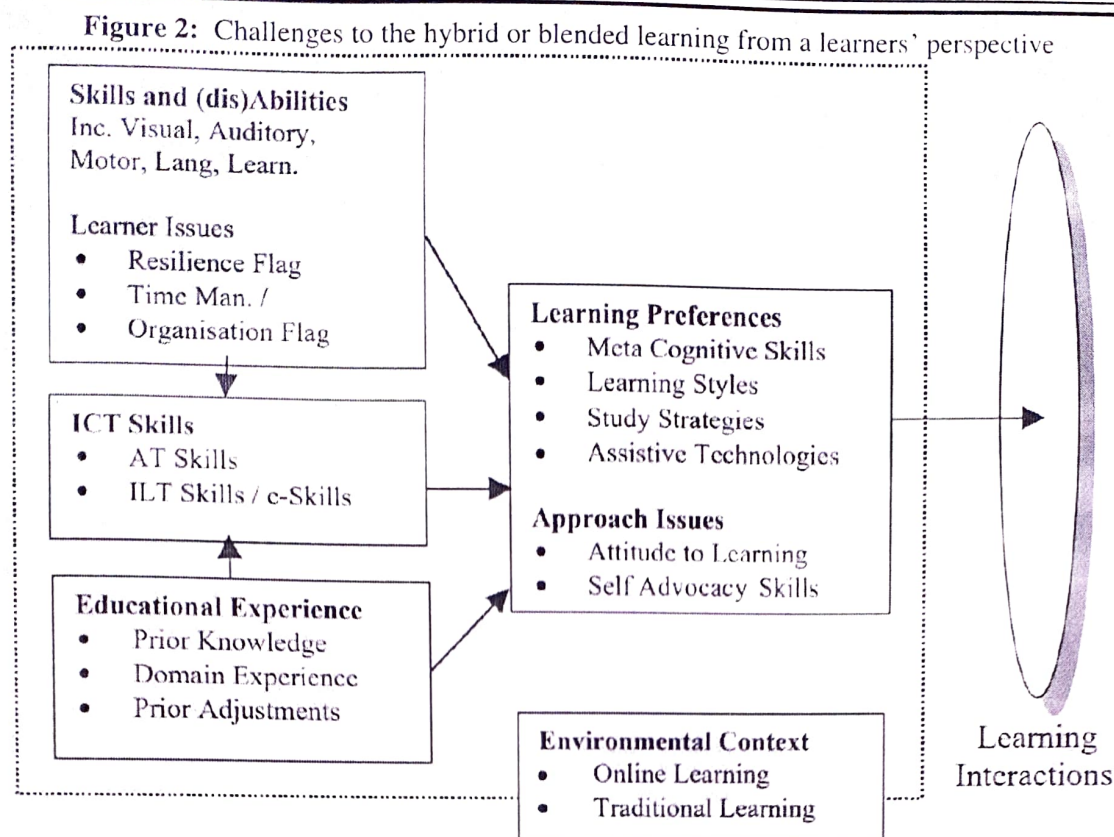 Figure 2: Challenges to the hybrid or blended learning from a learners' perspective
Skills and (dis)Abilities
Inc. Visual, Auditory,
Motor, Lang, Learn.
Learner Issues
• Resilience Flag
• Time Man. /
• Organisation Flag
ICT Skills
• AT Skills
• ILT Skills / e-Skills
Educational Experience
• Prior Knowledge
• Domain Experience
• Prior Adjustments
Learning Preferences
• Meta Cognitive Skills
• Learning Styles
• Study Strategies
• Assistive Technologies
Approach Issues
• Attitude to Learning
• Self Advocacy Skills
Environmental Context
• Online Learning
• Traditional Learning
Learning
Interactions